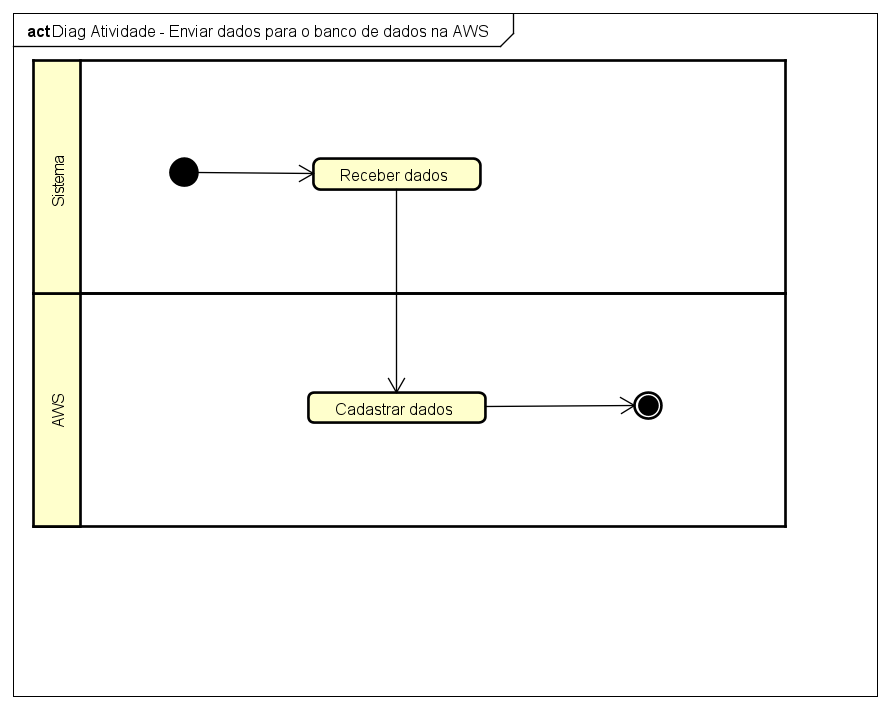 act Diag Atividade - Enviar dados para o banco de dados na AWS
Sistema
Receber dados
AWS
Cadastrar dados